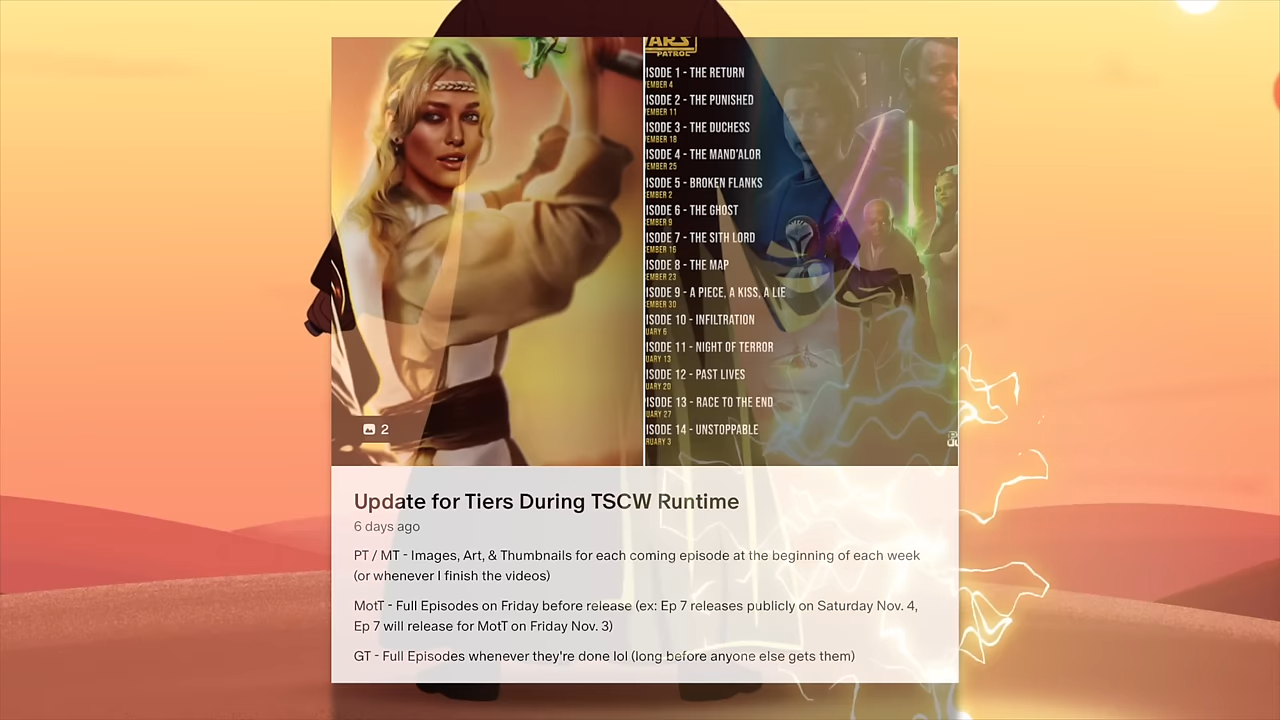 ARS
PATROL
ISODE 1 - THE RETURN
EMBER 4
ISODE 2 - THE PUNISHED
EMBER 11
ISODE 3 - THE DUCHESS
EMBER 18
ISODE 4 - THE MAND'ALOR
EMBER 25
ISODE 5 - BROKEN FLANKS
EMBER 2
ISODE 6 - THE GHOST
EMBER 9
ISODE 7 - THE SITH LORD
EMBER 16
ISODE 8 - THE MAP
EMBER 23
ISODE 9 - A PIECE, A KISS, A LIE
EMBER 30
ISODE 10 - INFILTRATION
UARY 6
ISODE 11 - NIGHT OF TERROR
UARY 13
ISODE 12 - PAST LIVES
UARY 20
ISODE 13 - RACE TO THE END
UARY 27
ISODE 14 - UNSTOPPABLE
RUARY 3
2
Update for Tiers During TSCW Runtime
6 days ago
PT / MT - Images, Art, & Thumbnails for each coming episode at the beginning of each week
(or whenever I finish the videos)
MotT - Full Episodes on Friday before release (ex: Ep 7 releases publicly on Saturday Nov. 4,
Ep 7 will release for MotT on Friday Nov. 3)
GT - Full Episodes whenever they're done lol (long before anyone else gets them)